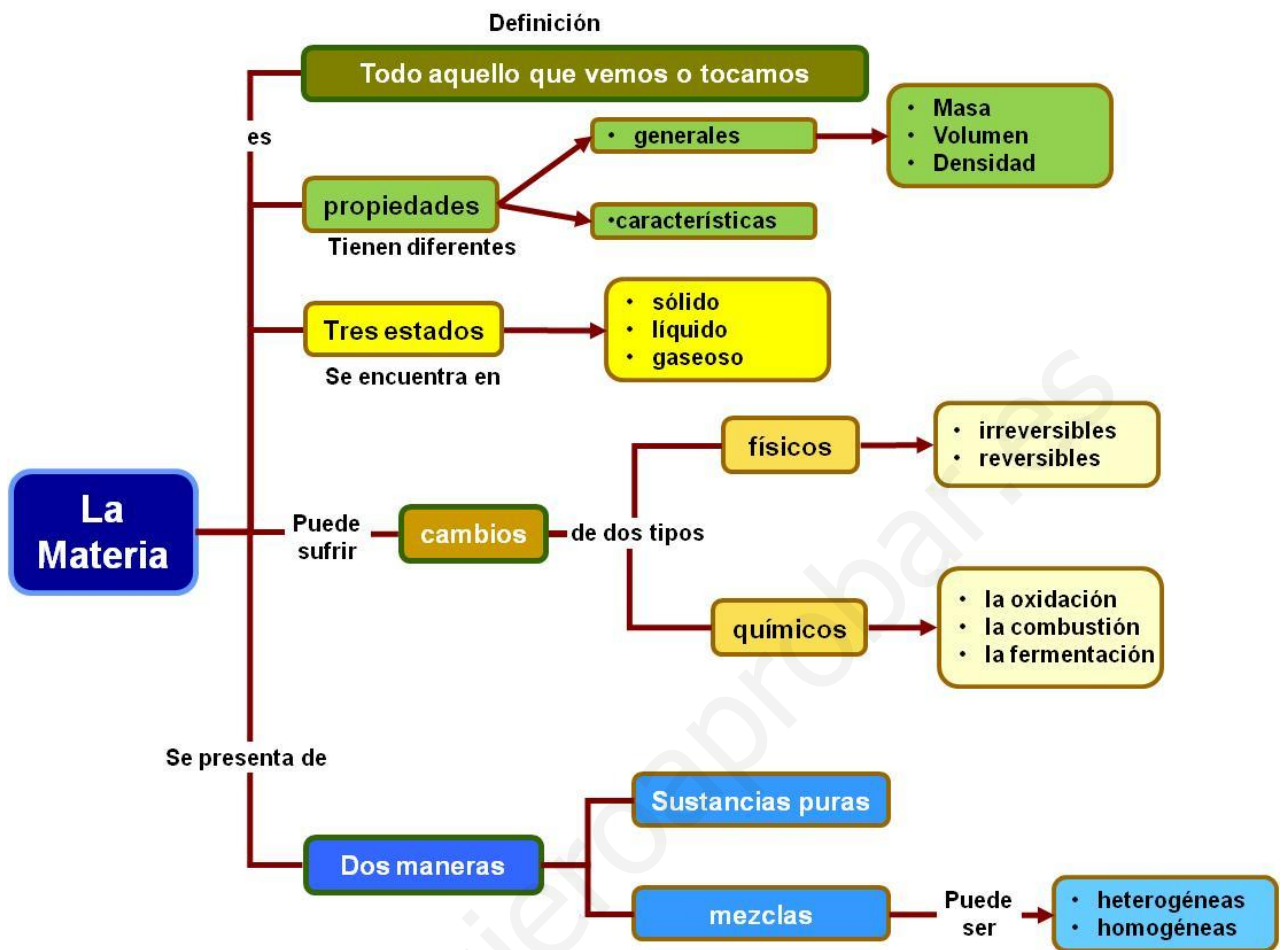 Definición
Todo aquello que vemos o tocamos
es
propiedades
Tienen diferentes
• generales
• Masa
• Volumen
• Densidad
•características
Tres estados
Se encuentra en
• sólido
• líquido
• gaseoso
La
Materia
Puede
sufrir
cambios
de dos tipos
físicos
• irreversibles
• reversibles
químicos
• la oxidación
• la combustión
• la fermentación
Se presenta de
Dos maneras
Sustancias puras
mezclas
Puede
ser
• heterogéneas
• homogéneas